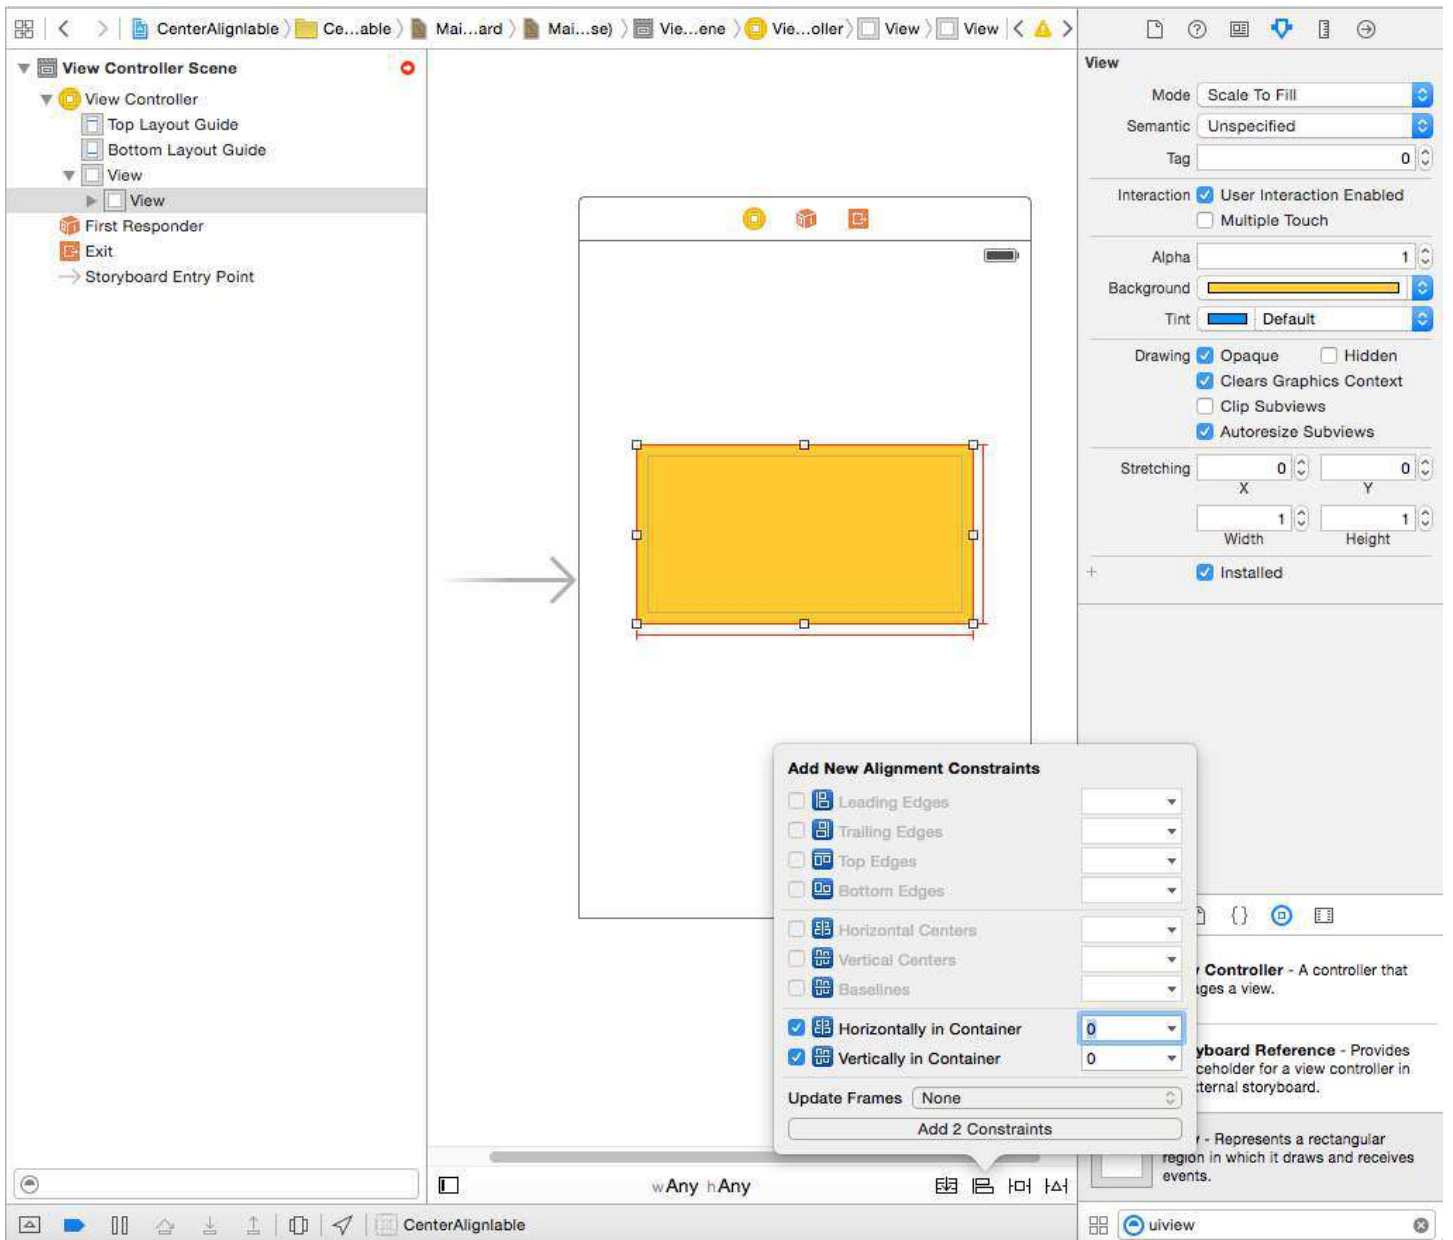 CenterAlignlable Ce...able Mai...ard Mai...se) Vie...ene Vie...oller View View
View Controller Scene
View Controller
Top Layout Guide
Bottom Layout Guide
View
View
First Responder
Exit
Storyboard Entry Point
View
Mode Scale To Fill
Semantic Unspecified
Tag 0
Interaction User Interaction Enabled
Multiple Touch
Alpha 1
Background
Tint Default
Drawing Opaque Hidden
Clears Graphics Context
Clip Subviews
Autoresize Subviews
Stretching 0 0
X Y
1 1
Width Height
+ Installed
Add New Alignment Constraints
Leading Edges
Trailing Edges
Top Edges
Bottom Edges
Horizontal Centers
Vertical Centers
Baselines
Horizontally in Container 0
Vertically in Container 0
Update Frames None
Add 2 Constraints
{}
Controller - A controller that
ages a view.
yboard Reference - Provides
ceholder for a view controller in
ternal storyboard.
- Represents a rectangular
region in which it draws and receives
events.
wAny hAny
CenterAlignlable
uiview